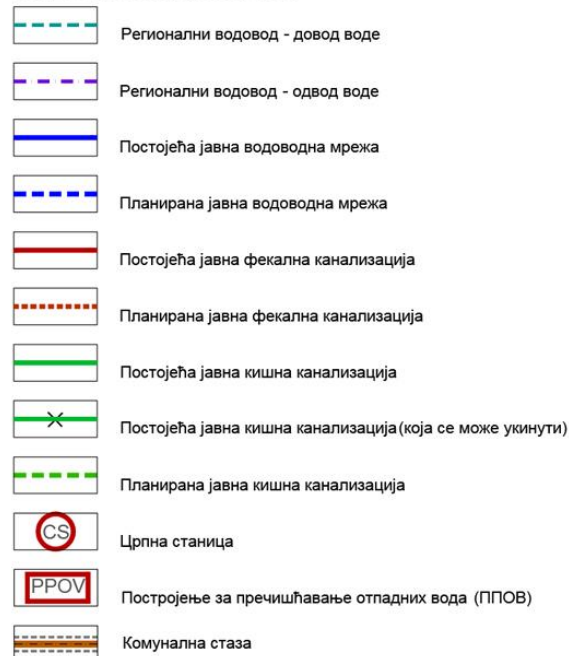 Регионални водовод - довод воде
Регионални водовод - одвод воде
Постојећа јавна водоводна мрежа
Планирана јавна водоводна мрежа
Постојећа јавна фекална канализација
Планирана јавна фекална канализација
Постојећа јавна кишна канализација
Постојећа јавна кишна канализација(која се може укинути)
Планирана јавна кишна канализација
CS Црпна станица
PPOV Постројење за пречишћавање отпадних вода (ППОВ)
Комунална стаза